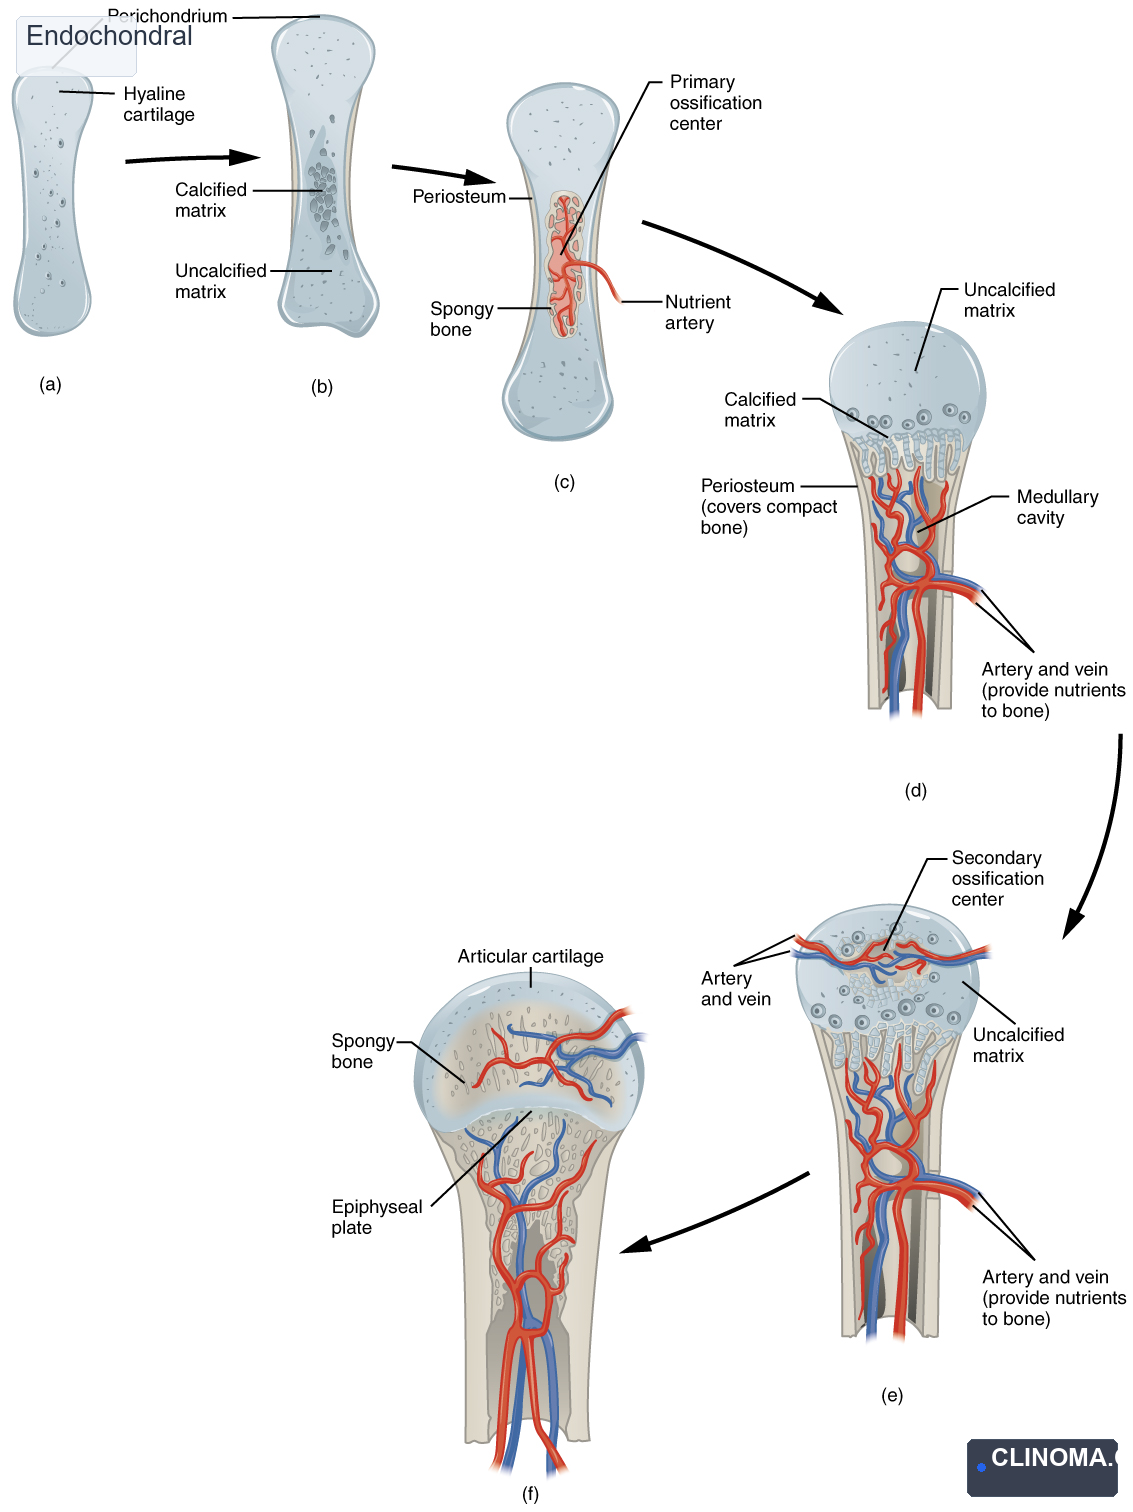 Perichondrium
Endochondral
Hyaline
cartilage
Calcified
matrix
Uncalcified
matrix
(a)
(b)
Primary
ossification
center
Periosteum
Spongy
bone
Nutrient
artery
(c)
Uncalcified
matrix
Calcified
matrix
Periosteum
(covers compact
bone)
Medullary
cavity
Artery and vein
(provide nutrients
to bone)
(d)
Secondary
ossification
center
Artery
and vein
Uncalcified
matrix
Artery and vein
(provide nutrients
to bone)
(e)
Articular cartilage
Spongy
bone
Epiphyseal
plate
(f)
CLINOMA.